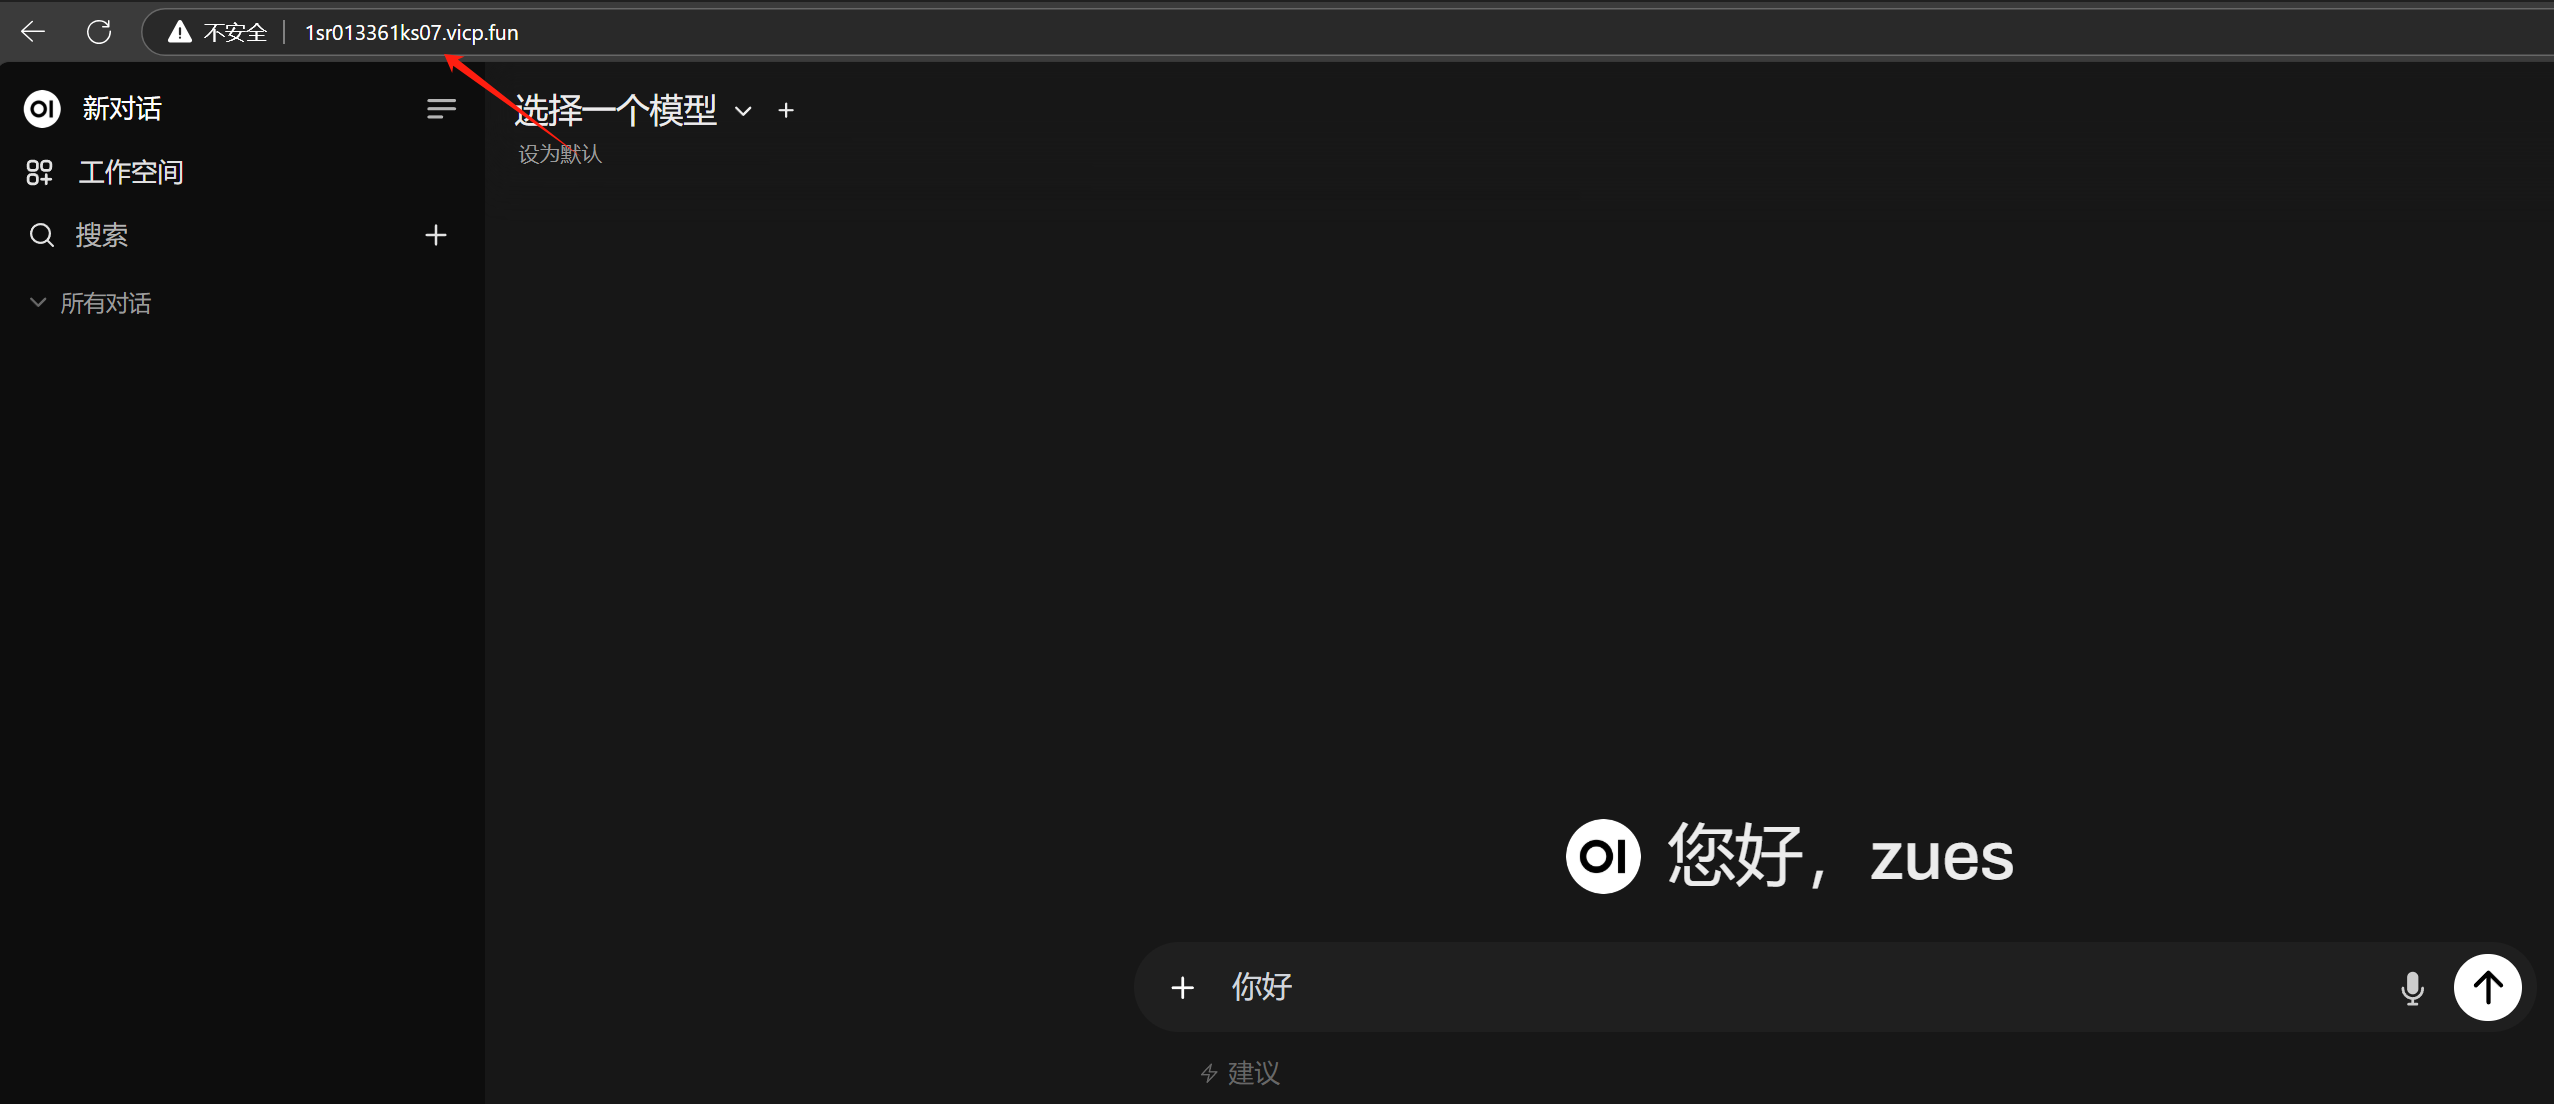 不安全 1sr013361ks07.vicp.fun
OI 新对话
工作空间
搜索
所有对话
选择一个模型
设为默认
OI 您好，zues
你好
建议